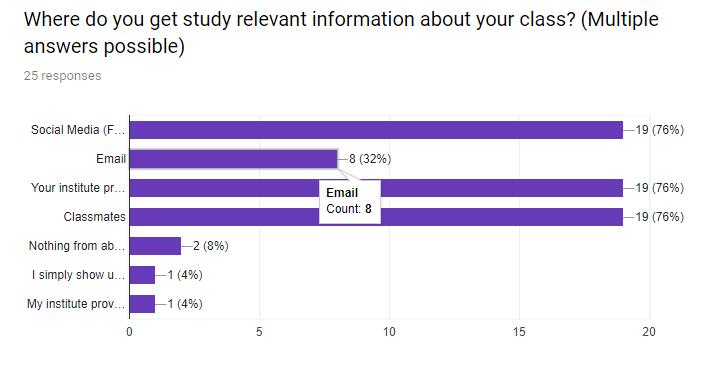 Where do you get study relevant information about your class? (Multiple
answers possible)
25 responses
Social Media (F... 19 (76%)
Email 8 (32%)
Your institute pr... 19 (76%)
Email
Count: 8
Classmates 19 (76%)
Nothing from ab... 2 (8%)
I simply show u... 1 (4%)
My institute prov... 1 (4%)
0 5 10 15 20